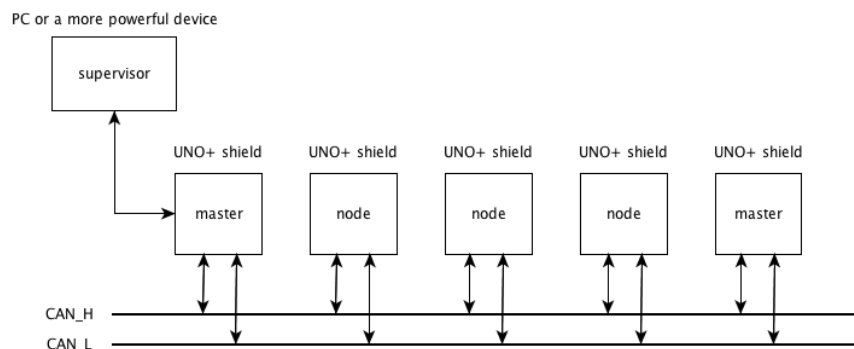 PC or a more powerful device
supervisor
UNO+ shield
UNO+ shield
UNO+ shield
UNO+ shield
UNO+ shield
master
node
node
node
master
CAN_H
CAN_L